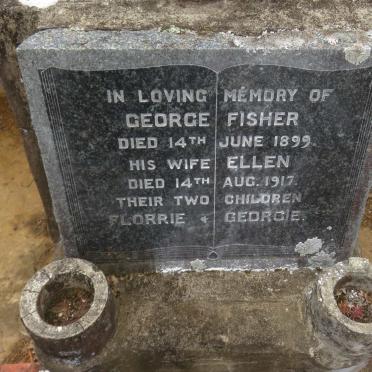 IN LOVING MEMORY OF
GEORGE FISHER
DIED 14TH JUNE 1899.
HIS WIFE ELLEN
DIED 14TH AUG. 1917.
THEIR TWO CHILDREN
FLORRIE & GEORGIE.